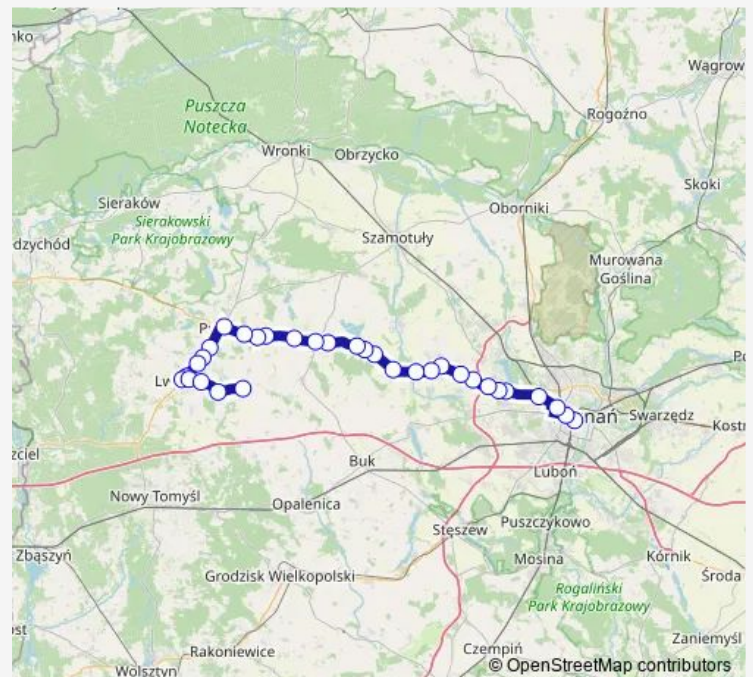 nko
Wągrow
Puszcza
Notecka
Rogoźno
Wronki
Obrzycko
Skoki
Sieraków
Oborniki
Sierakowski
Park Krajobrazowy
dzychód
Szamotuły
Murowana
Goślina
P
Po
Lw
nań
Swarzędz
Kostr
zciel
Buk
Luboń
Nowy Tomyśl
Opalenica
Stęszew
Puszczykowo
Zbąszyń
Mosina
Kórnik
Grodzisk Wielkopolski
Środa
Rogaliński
Park Krajobrazowy
ost
Rakoniewice
Czempiń
Zaniemyśl
Wolsztyn
© OpenStreetMap contributors